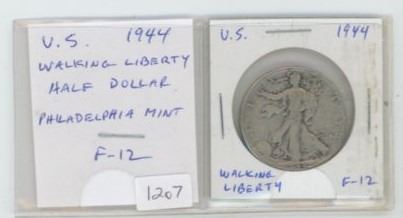 U.S. 1944
WALKING LIBERTY
HALF DOLLAR
PHILADELPHIA MINT
F-12
1207
U.S. 1944
WALKING
LIBERTY F-12